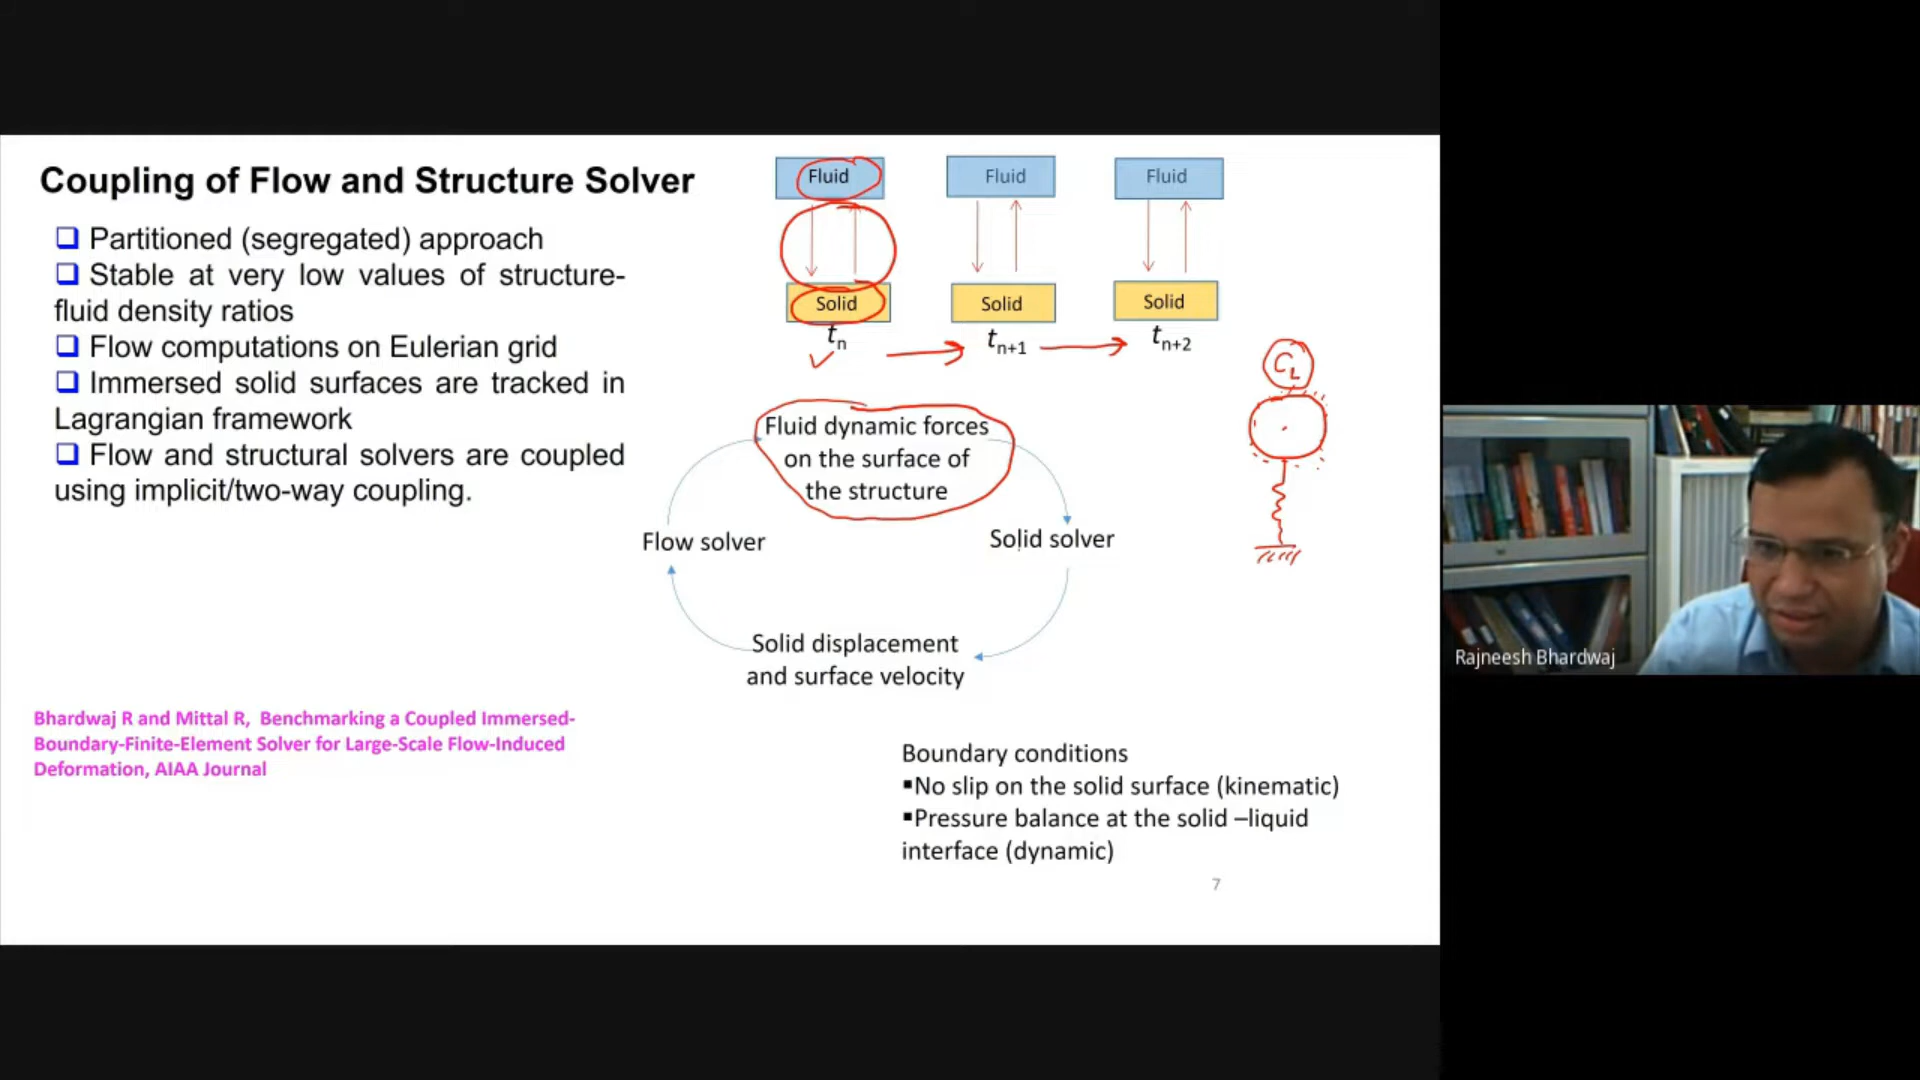 Coupling of Flow and Structure Solver
❑ Partitioned (segregated) approach
❑ Stable at very low values of structure-
fluid density ratios
❑ Flow computations on Eulerian grid
❑ Immersed solid surfaces are tracked in
Lagrangian framework
❑ Flow and structural solvers are coupled
using implicit/two-way coupling.
Bhardwaj R and Mittal R, Benchmarking a Coupled Immersed-
Boundary-Finite-Element Solver for Large-Scale Flow-Induced
Deformation, AIAA Journal
Fluid Fluid Fluid
Solid Solid Solid
tn tn+1 tn+2
CL
Fluid dynamic forces
on the surface of
the structure
Flow solver
Solid solver
Solid displacement
and surface velocity
Boundary conditions
▪No slip on the solid surface (kinematic)
▪Pressure balance at the solid –liquid
interface (dynamic)
7
Rajneesh Bhardwaj